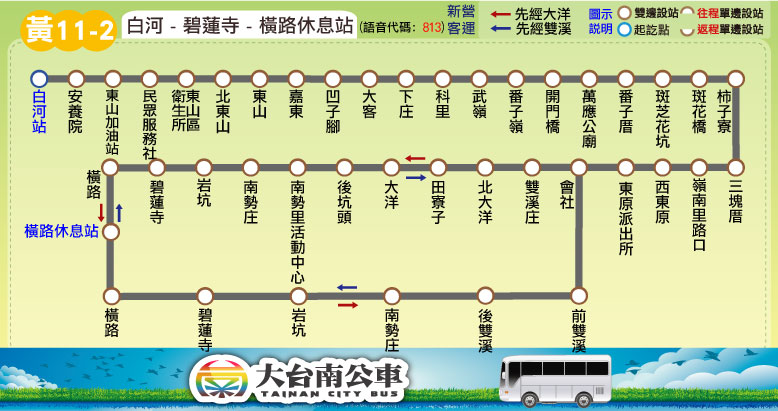 黃11-2
白河 - 碧蓮寺 - 橫路休息站
(語音代碼: 813)
新營
客運
先經大洋
先經雙溪
圖示
說明
雙邊設站
起訖點
往程單邊設站
返程單邊設站
白河站
安養院
東山加油站
民眾服務社
東山區
衛生所
北東山
東山
嘉東
凹子腳
大客
下庄
科里
武嶺
番子嶺
開門橋
萬應公廟
番子厝
斑芝花坑
斑花橋
柿子寮
三塊厝
嶺南里路口
西東原
東原派出所
會社
雙溪庄
北大洋
田寮子
大洋
後坑頭
南勢里活動中心
南勢庄
岩坑
碧蓮寺
橫路
橫路休息站
橫路
碧蓮寺
岩坑
南勢庄
後雙溪
前雙溪
大台南公車
TAINAN CITY BUS